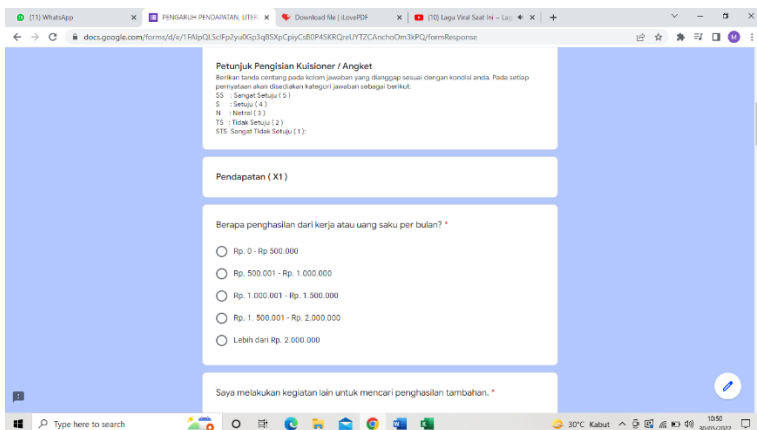 (11) WhatsApp
PENGARUH PENDAPATAN, LITER
Download file | iLovePDF
(10) Lagu Viral Saat Ini - Lag
docs.google.com/forms/d/e/
/formResponse
M
Petunjuk Pengisian Kuisioner / Angket
Berikan tanda centang pada kolom jawaban yang dianggap sesuai dengan kondisi anda. Pada setiap
pernyataan akan disediakan kategori jawaban sebagai berikut:
SS : Sangat Setuju ( 5 )
S : Setuju ( 4 )
N : Netral ( 3 )
TS : Tidak Setuju ( 2 )
STS Sangat Tidak Setuju ( 1 ):
Pendapatan ( X1 )
Berapa penghasilan dari kerja atau uang saku per bulan? *
Rp. 0 - Rp 500.000
Rp. 500.001 - Rp. 1.000.000
Rp. 1.000.001 - Rp. 1.500.000
Rp. 1. 500.001 - Rp. 2.000.000
Lebih dari Rp. 2.000.000
Saya melakukan kegiatan lain untuk mencari penghasilan tambahan. *
Type here to search
30°C Kabut
10:50
30/05/2022